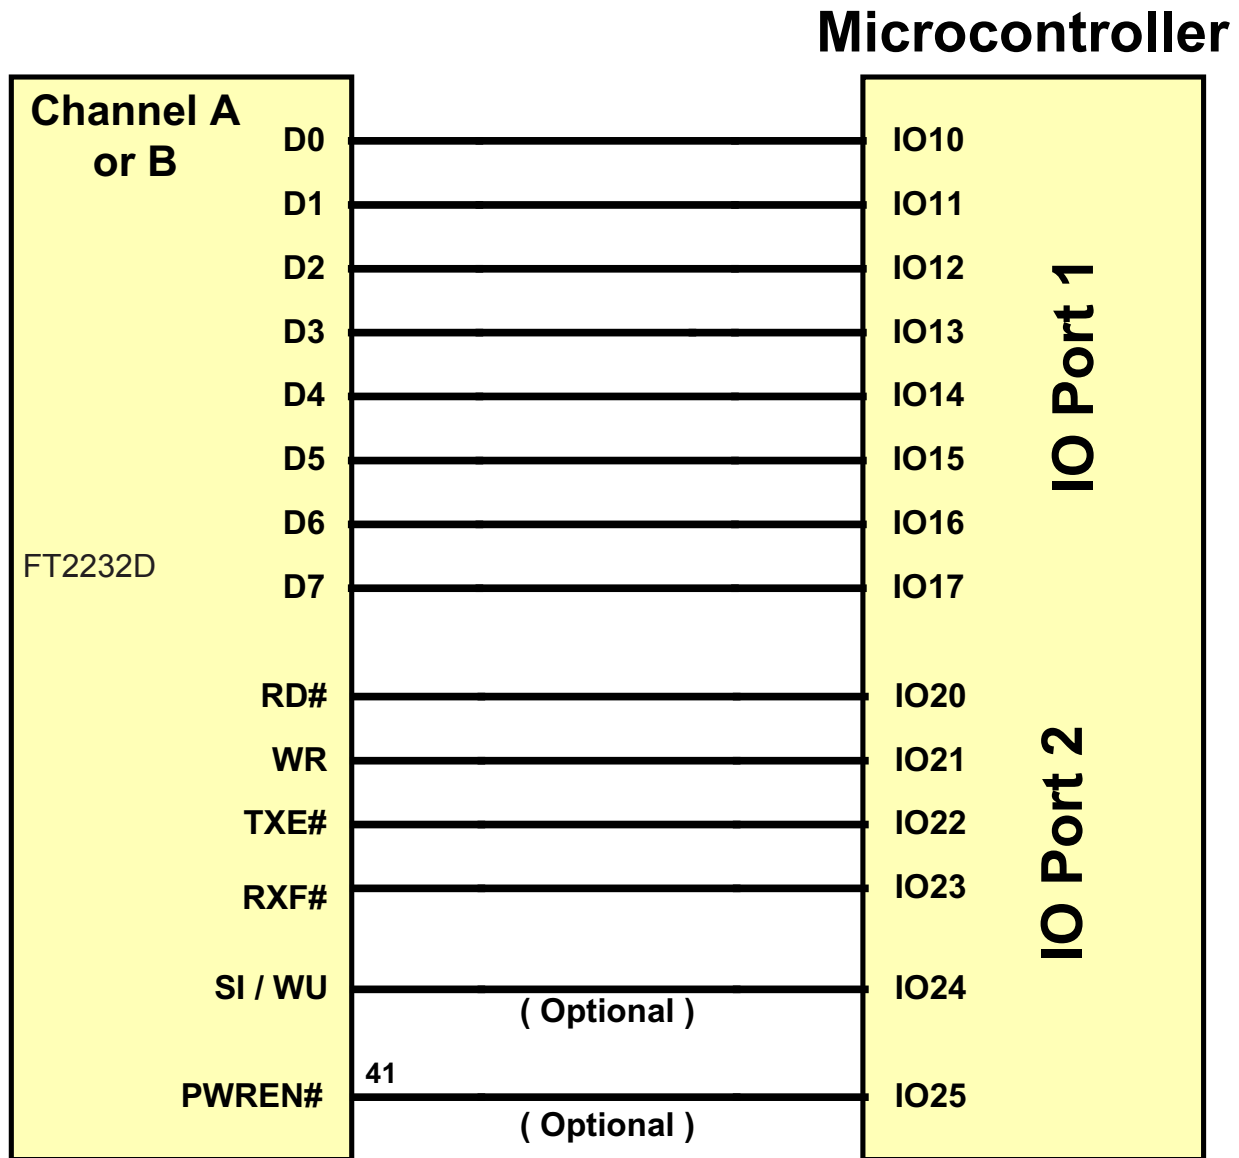 Microcontroller
Channel A
or B
D0 IO10
D1 IO11
D2 IO12
D3 IO13
D4 IO14
D5 IO15
D6 IO16
FT2232D
D7 IO17
IO Port 1
RD# IO20
WR IO21
TXE# IO22
RXF# IO23
IO Port 2
SI / WU IO24
( Optional )
41
PWREN# IO25
( Optional )